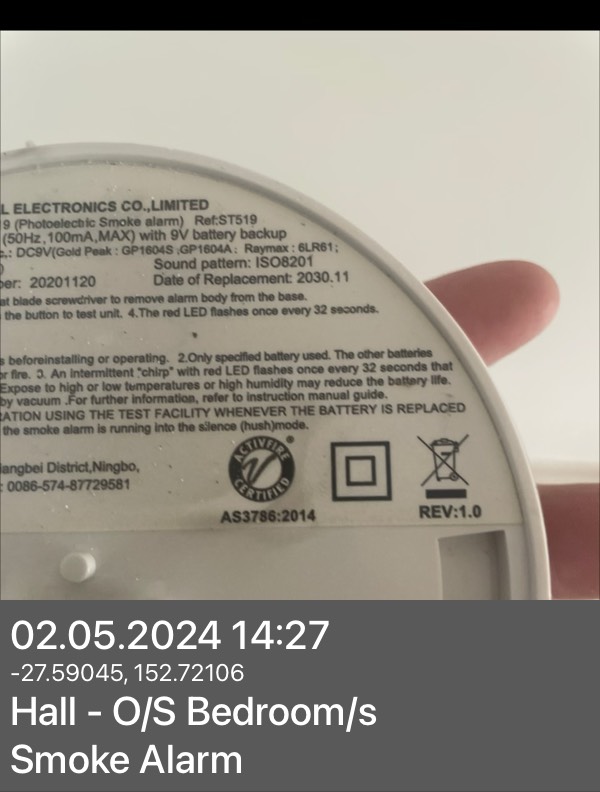 L ELECTRONICS CO.,LIMITED
9 (Photoelectric Smoke alarm) Ref:ST519
(50Hz,100mA,MAX) with 9V battery backup
c.: DC9V(Gold Peak : GP1604S ;GP1604A ; Raymax : 6LR61;
)
Sound pattern: ISO8201
ber: 20201120 Date of Replacement: 2030.11
at blade screwdriver to remove alarm body from the base.
the button to test unit. 4.The red LED flashes once every 32 seconds.
s beforeinstalling or operating. 2.Only specified battery used. The other batteries
or fire. 3. An intermittent "chirp" with red LED flashes once every 32 seconds that
Expose to high or low temperatures or high humidity may reduce the battery life.
by vacuum .For further information, refer to instruction manual guide.
RATION USING THE TEST FACILITY WHENEVER THE BATTERY IS REPLACED
the smoke alarm is running into the silence (hush)mode.
iangbei District,Ningbo,
: 0086-574-87729581
ACTIVFIRE
®
CERTIFIED
AS3786:2014
REV:1.0
02.05.2024 14:27
-27.59045, 152.72106
Hall - O/S Bedroom/s
Smoke Alarm